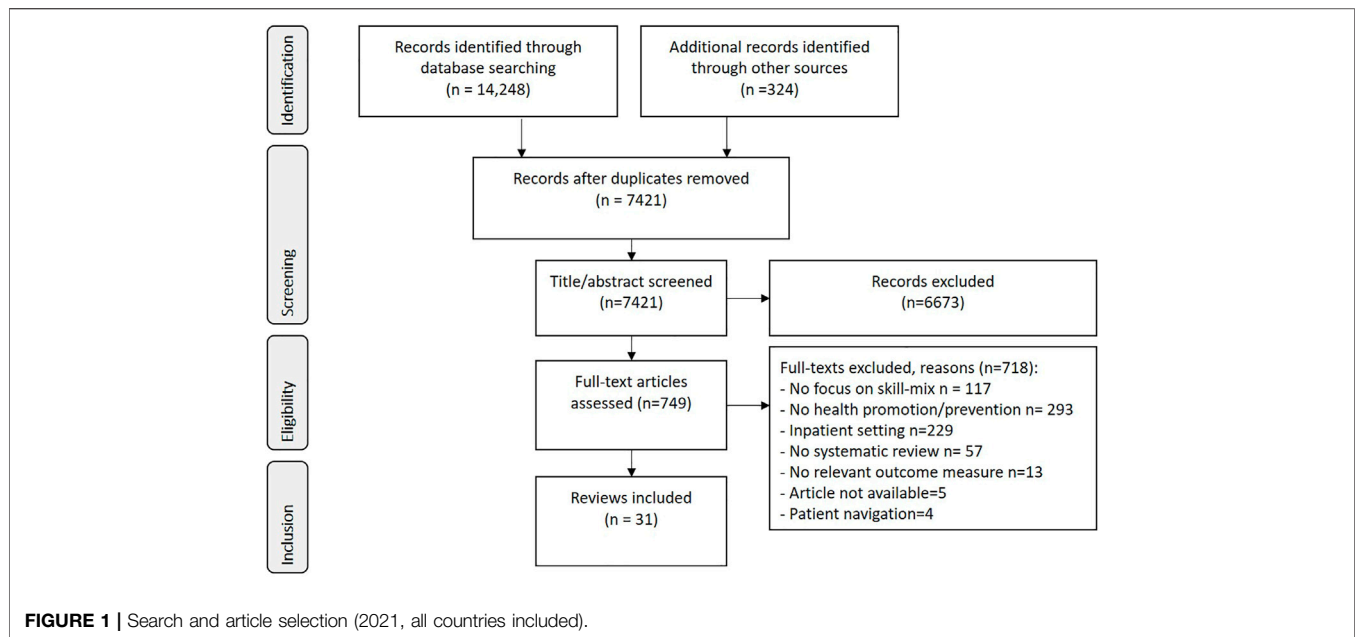 Identification
Records identified through
database searching
(n = 14,248)
Additional records identified
through other sources
(n =324)
Screening
Records after duplicates removed
(n = 7421)
Title/abstract screened
(n=7421)
Records excluded
(n=6673)
Eligibility
Full-text articles
assessed (n=749)
Full-texts excluded, reasons (n=718):
- No focus on skill-mix n = 117
- No health promotion/prevention n= 293
- Inpatient setting n=229
- No systematic review n= 57
- No relevant outcome measure n=13
- Article not available=5
- Patient navigation=4
Inclusion
Reviews included
(n = 31)
FIGURE 1 | Search and article selection (2021, all countries included).